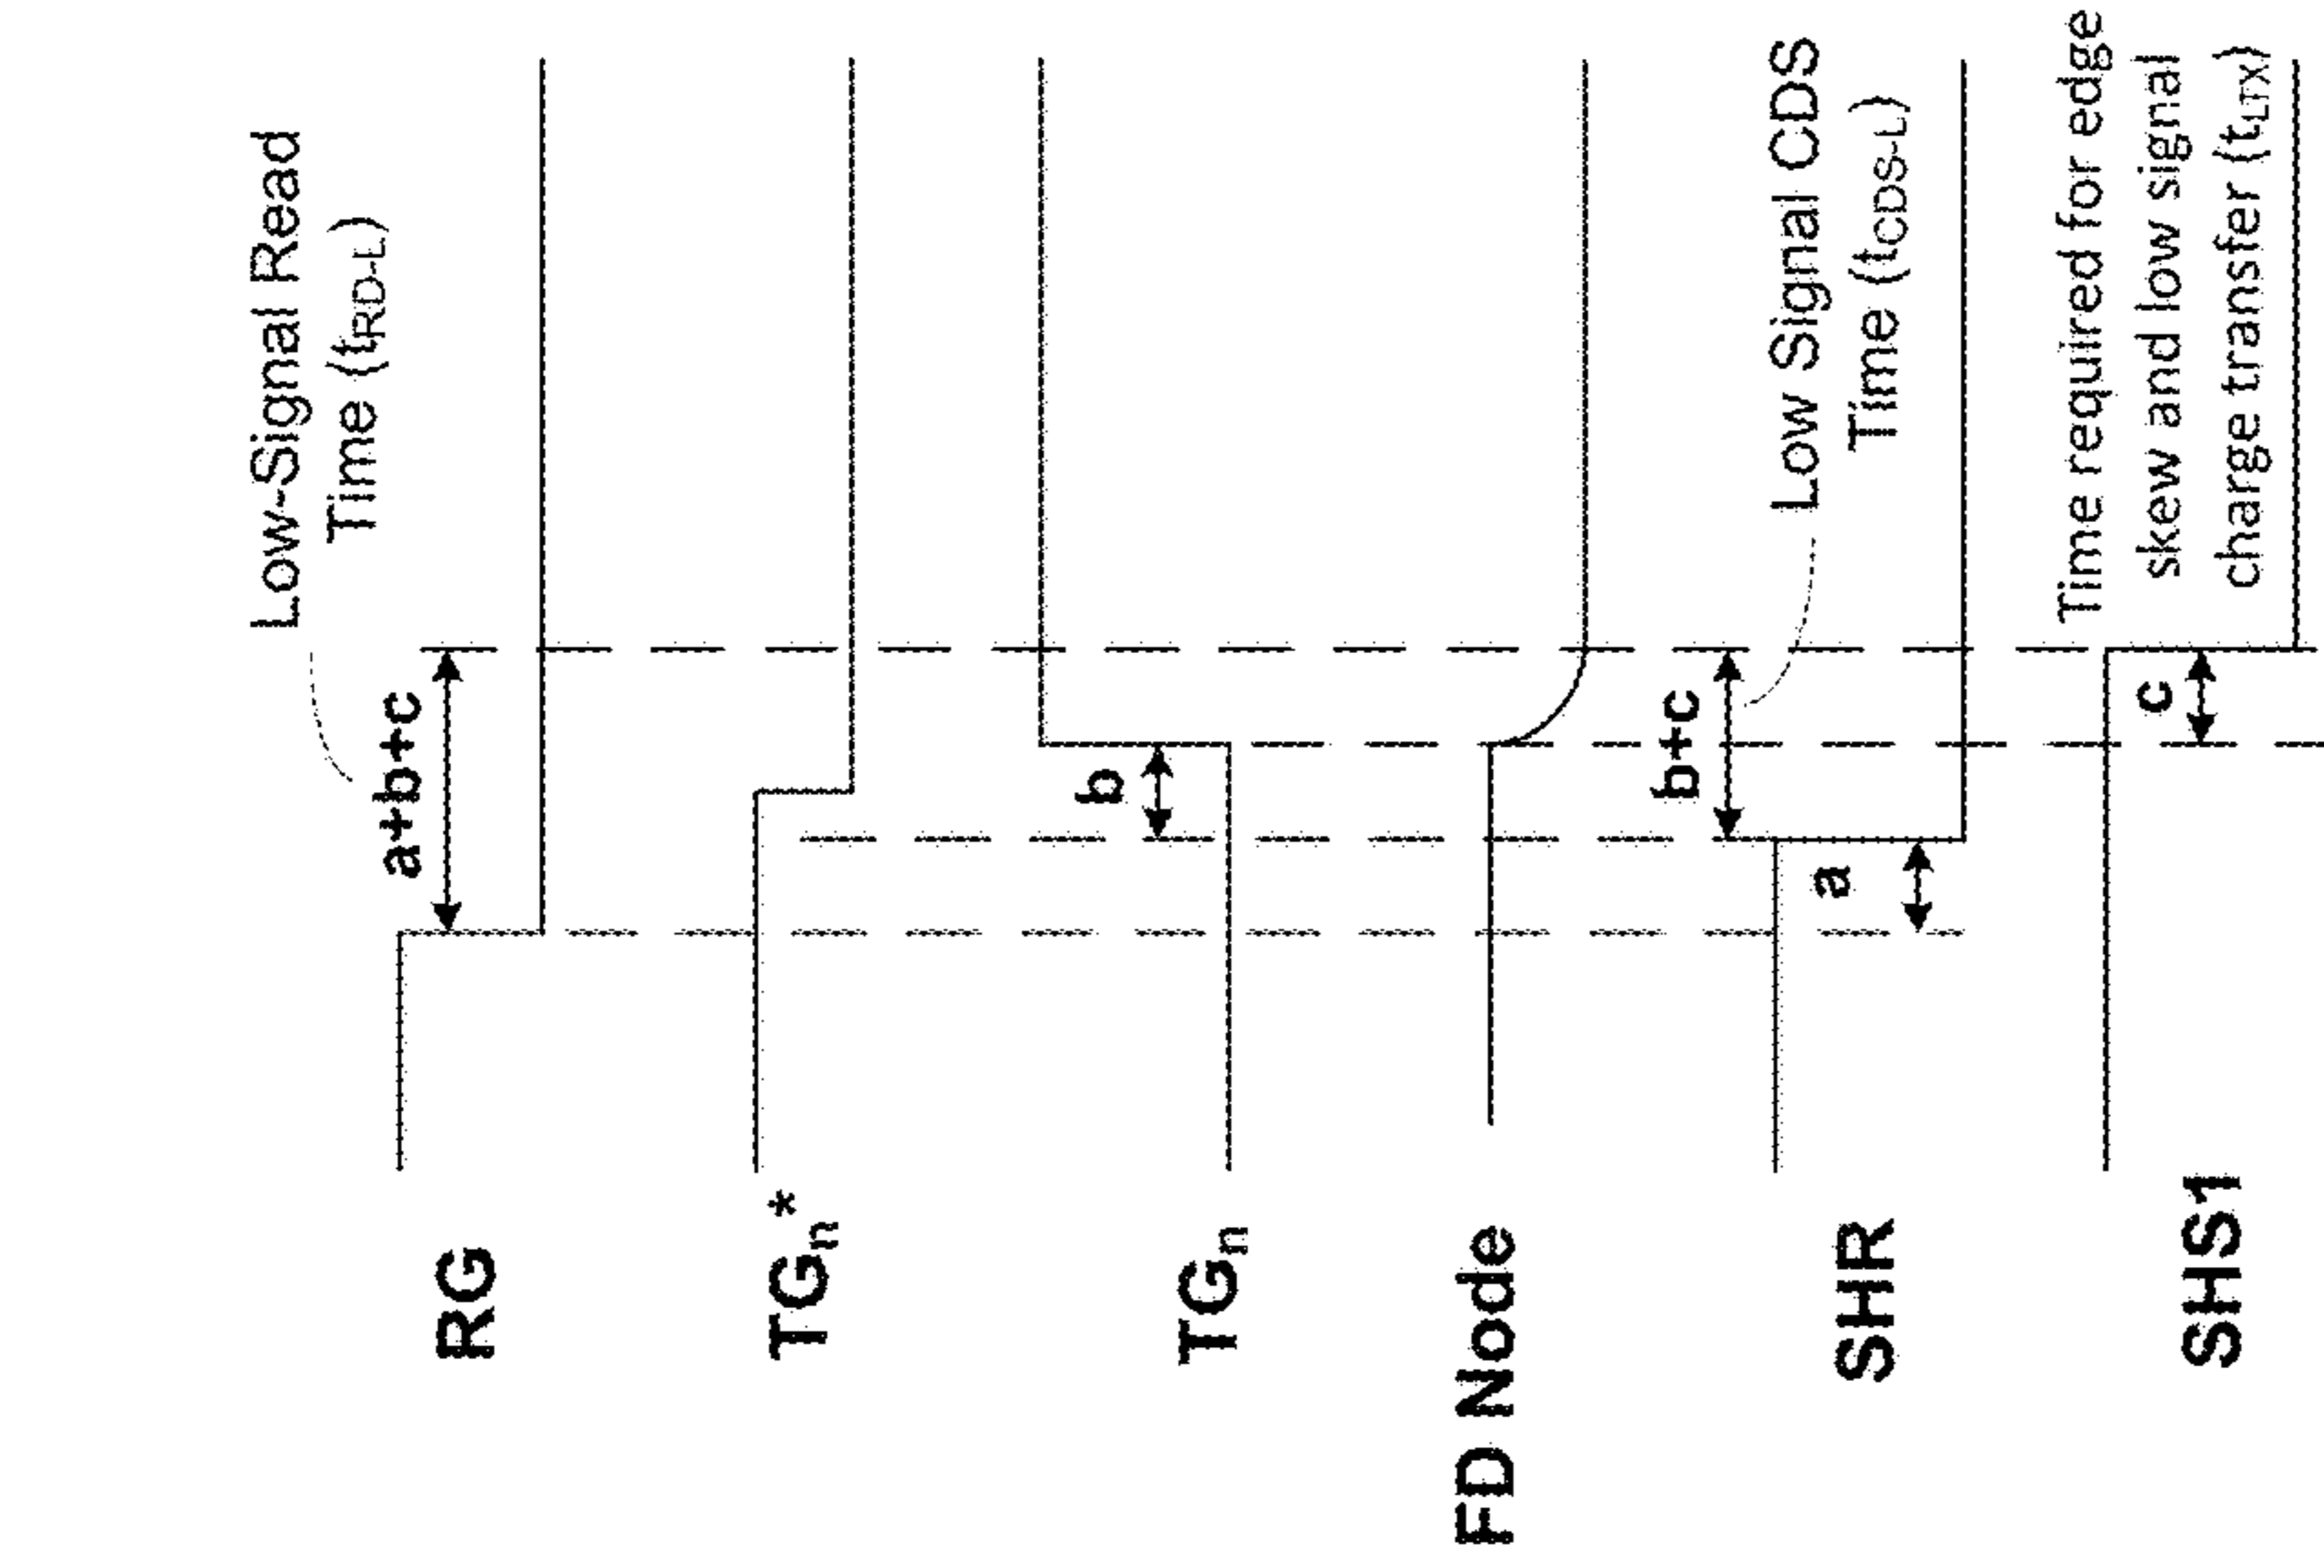 Low-Signal Read
Time (tRD-L)
a+b+c
RG
TGn*
b
TGn
FD Node
b+c
Low Signal CDS
Time (tCDS-L)
a
SHR
Time required for edge
skew and low signal
charge transfer (tLTX)
c
SHS1